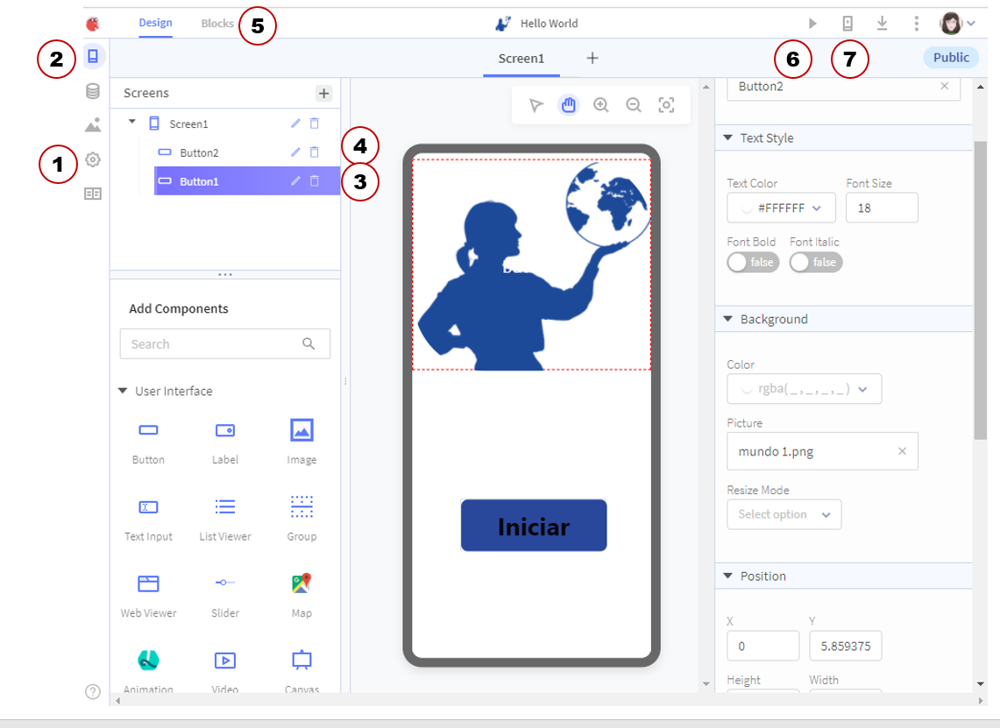 Design
Blocks
5
Hello World
2
Screen1
6
7
Public
Screens
Button2
Screen1
Text Style
4
Button2
1
3
Button1
Text Color
Font Size
#FFFFFF
18
Font Bold
Font Italic
false
false
Add Components
Background
Search
Color
User Interface
rgba(_,_,_,_)
Picture
Button
Label
Image
mundo 1.png
Resize Mode
Select option
Text Input
List Viewer
Group
Iniciar
Position
Web Viewer
Slider
Map
X
Y
0
5.859375
Height
Width
Animation
Video
Canvas